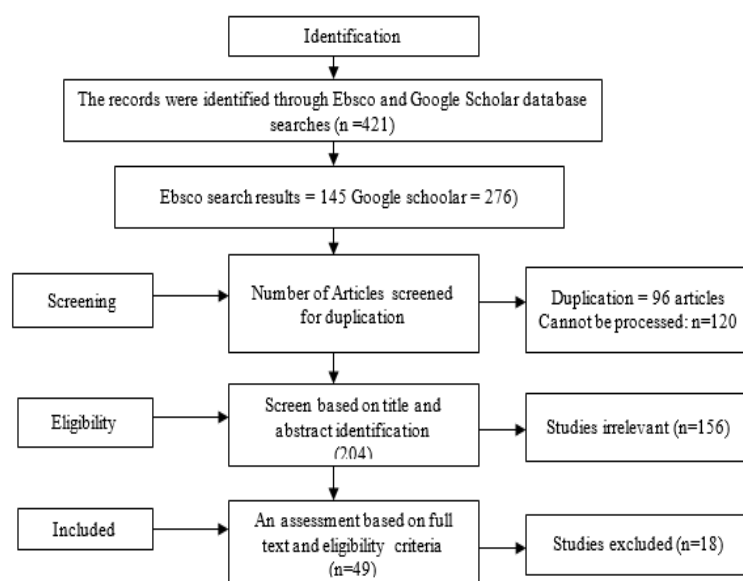 Identification
The records were identified through Ebsco and Google Scholar database
searches (n =421)
Ebsco search results = 145 Google schoolar = 276)
Screening
Number of Articles screened
for duplication
Duplication = 96 articles
Cannot be processed: n=120
Eligibility
Screen based on title and
abstract identification
(204)
Studies irrelevant (n=156)
Included
An assessment based on full
text and eligibility criteria
(n=49)
Studies excluded (n=18)